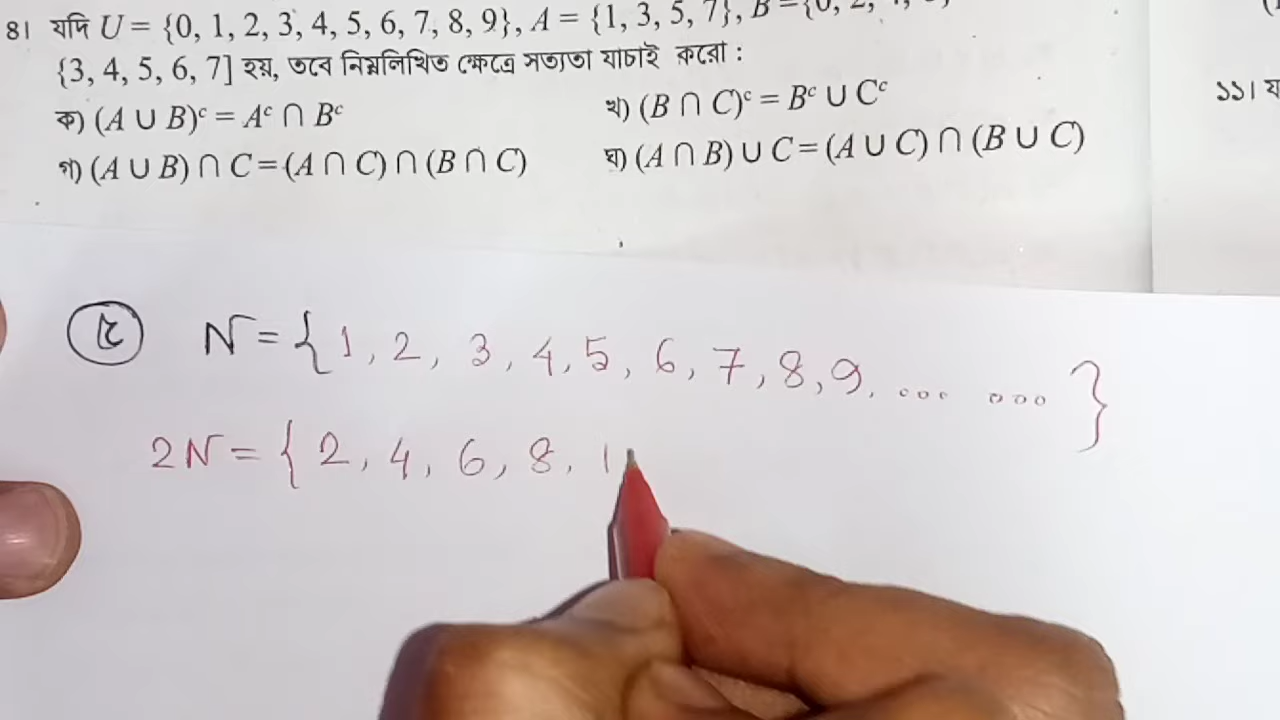 8। যদি U = {0, 1, 2, 3, 4, 5, 6, 7, 8, 9}, A = {1, 3, 5, 7}, B = {0, 2,
{3, 4, 5, 6, 7] হয়, তবে নিম্নলিখিত ক্ষেত্রে সত্যতা যাচাই করো :
ক) (A ∪ B)ᶜ = Aᶜ ∩ Bᶜ খ) (B ∩ C)ᶜ = Bᶜ ∪ Cᶜ
গ) (A ∪ B) ∩ C = (A ∩ C) ∩ (B ∩ C) ঘ) (A ∩ B) ∪ C = (A ∪ C) ∩ (B ∪ C)
১১। য
N = { 1, 2, 3, 4, 5, 6, 7, 8, 9, ... ... }
2N = { 2, 4, 6, 8, 1